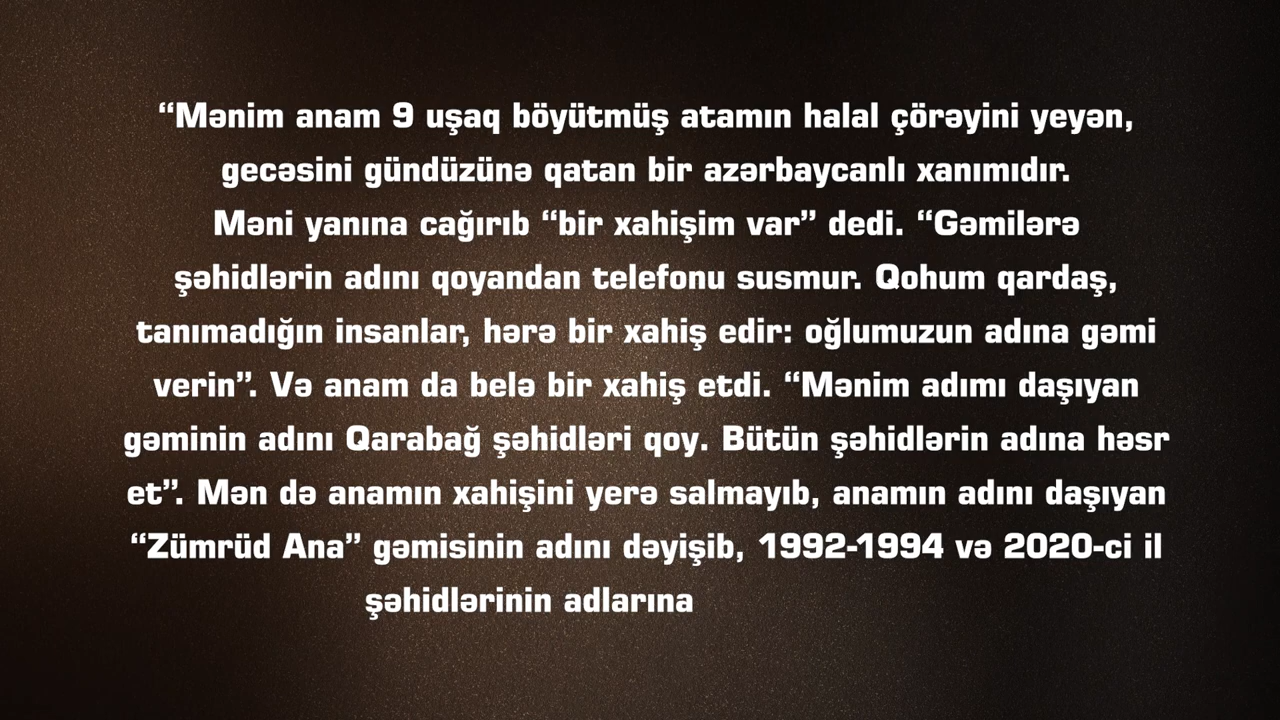 “Mənim anam 9 uşaq böyütmüş atamın halal çörəyini yeyən,
gecəsini gündüzünə qatan bir azərbaycanlı xanımıdır.
Məni yanına cağırıb “bir xahişim var” dedi. “Gəmilərə
şəhidlərin adını qoyandan telefonu susmur. Qohum qardaş,
tanımadığın insanlar, hərə bir xahiş edir: oğlumuzun adına gəmi
verin”. Və anam da belə bir xahiş etdi. “Mənim adımı daşıyan
gəminin adını Qarabağ şəhidləri qoy. Bütün şəhidlərin adına həsr
et”. Mən də anamın xahişini yerə salmayıb, anamın adını daşıyan
“Zümrüd Ana” gəmisinin adını dəyişib, 1992-1994 və 2020-ci il
şəhidlərinin adlarına